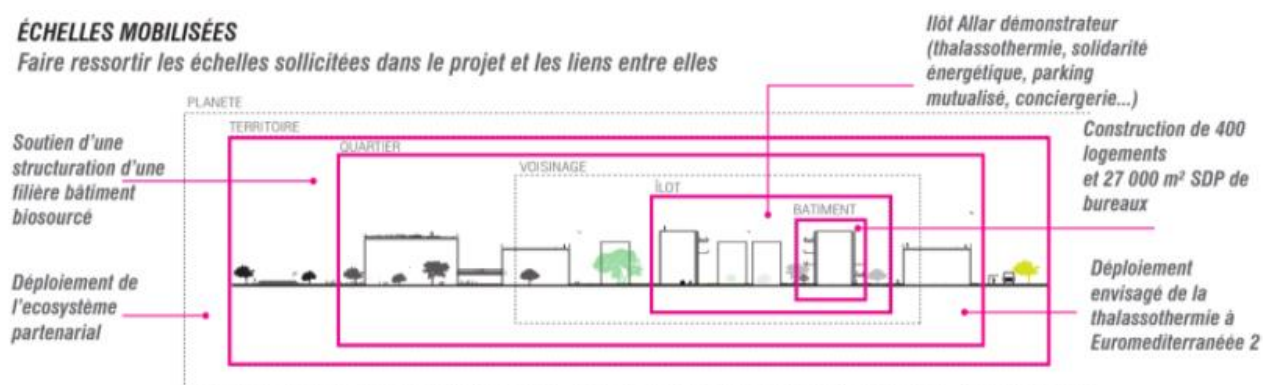 ÉCHELLES MOBILISÉES
Faire ressortir les échelles sollicitées dans le projet et les liens entre elles
Ilôt Allar démonstrateur
(thalassothermie, solidarité
énergétique, parking
mutualisé, conciergerie...)
PLANETE
TERRITOIRE
QUARTIER
VOISINAGE
ÎLOT
BATIMENT
Soutien d'une
structuration d'une
filière bâtiment
biosourcé
Construction de 400
logements
et 27 000 m² SDP de
bureaux
Déploiement de
l'ecosystème
partenarial
Déploiement
envisagé de la
thalassothermie à
Euromediterranéée 2